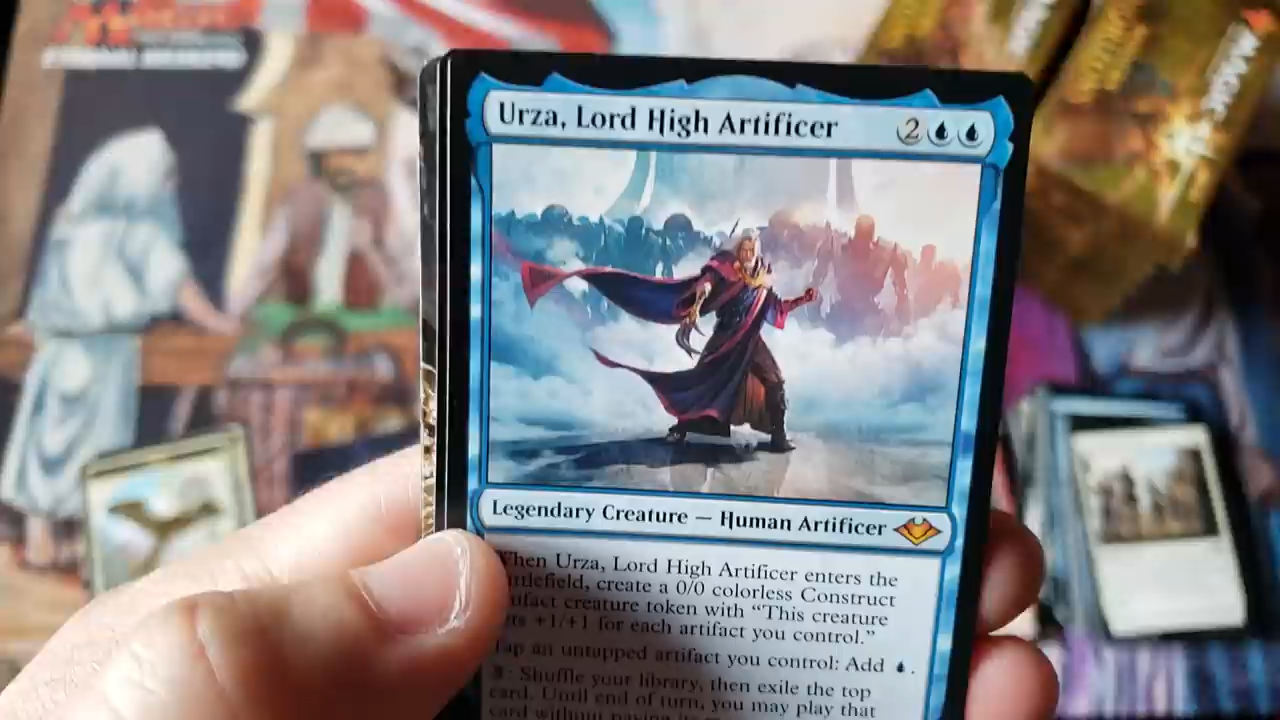 Urza, Lord High Artificer 2
Legendary Creature — Human Artificer
When Urza, Lord High Artificer enters the
create a 0/0 colorless Construct
artifact creature token with “This creature
+1/+1 for each artifact you control.”
Tap an untapped artifact you control: Add .
3: Shuffle your library, then exile the top
card. Until end of turn, you may play that
card without paying its
MAGIC